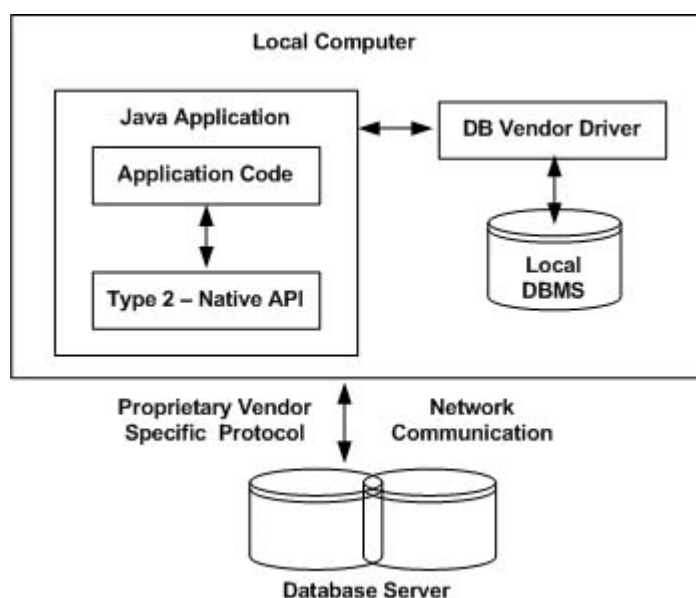 Local Computer
Java Application
DB Vendor Driver
Application Code
Local
DBMS
Type 2 – Native API
Proprietary Vendor
Specific Protocol
Network
Communication
Database Server